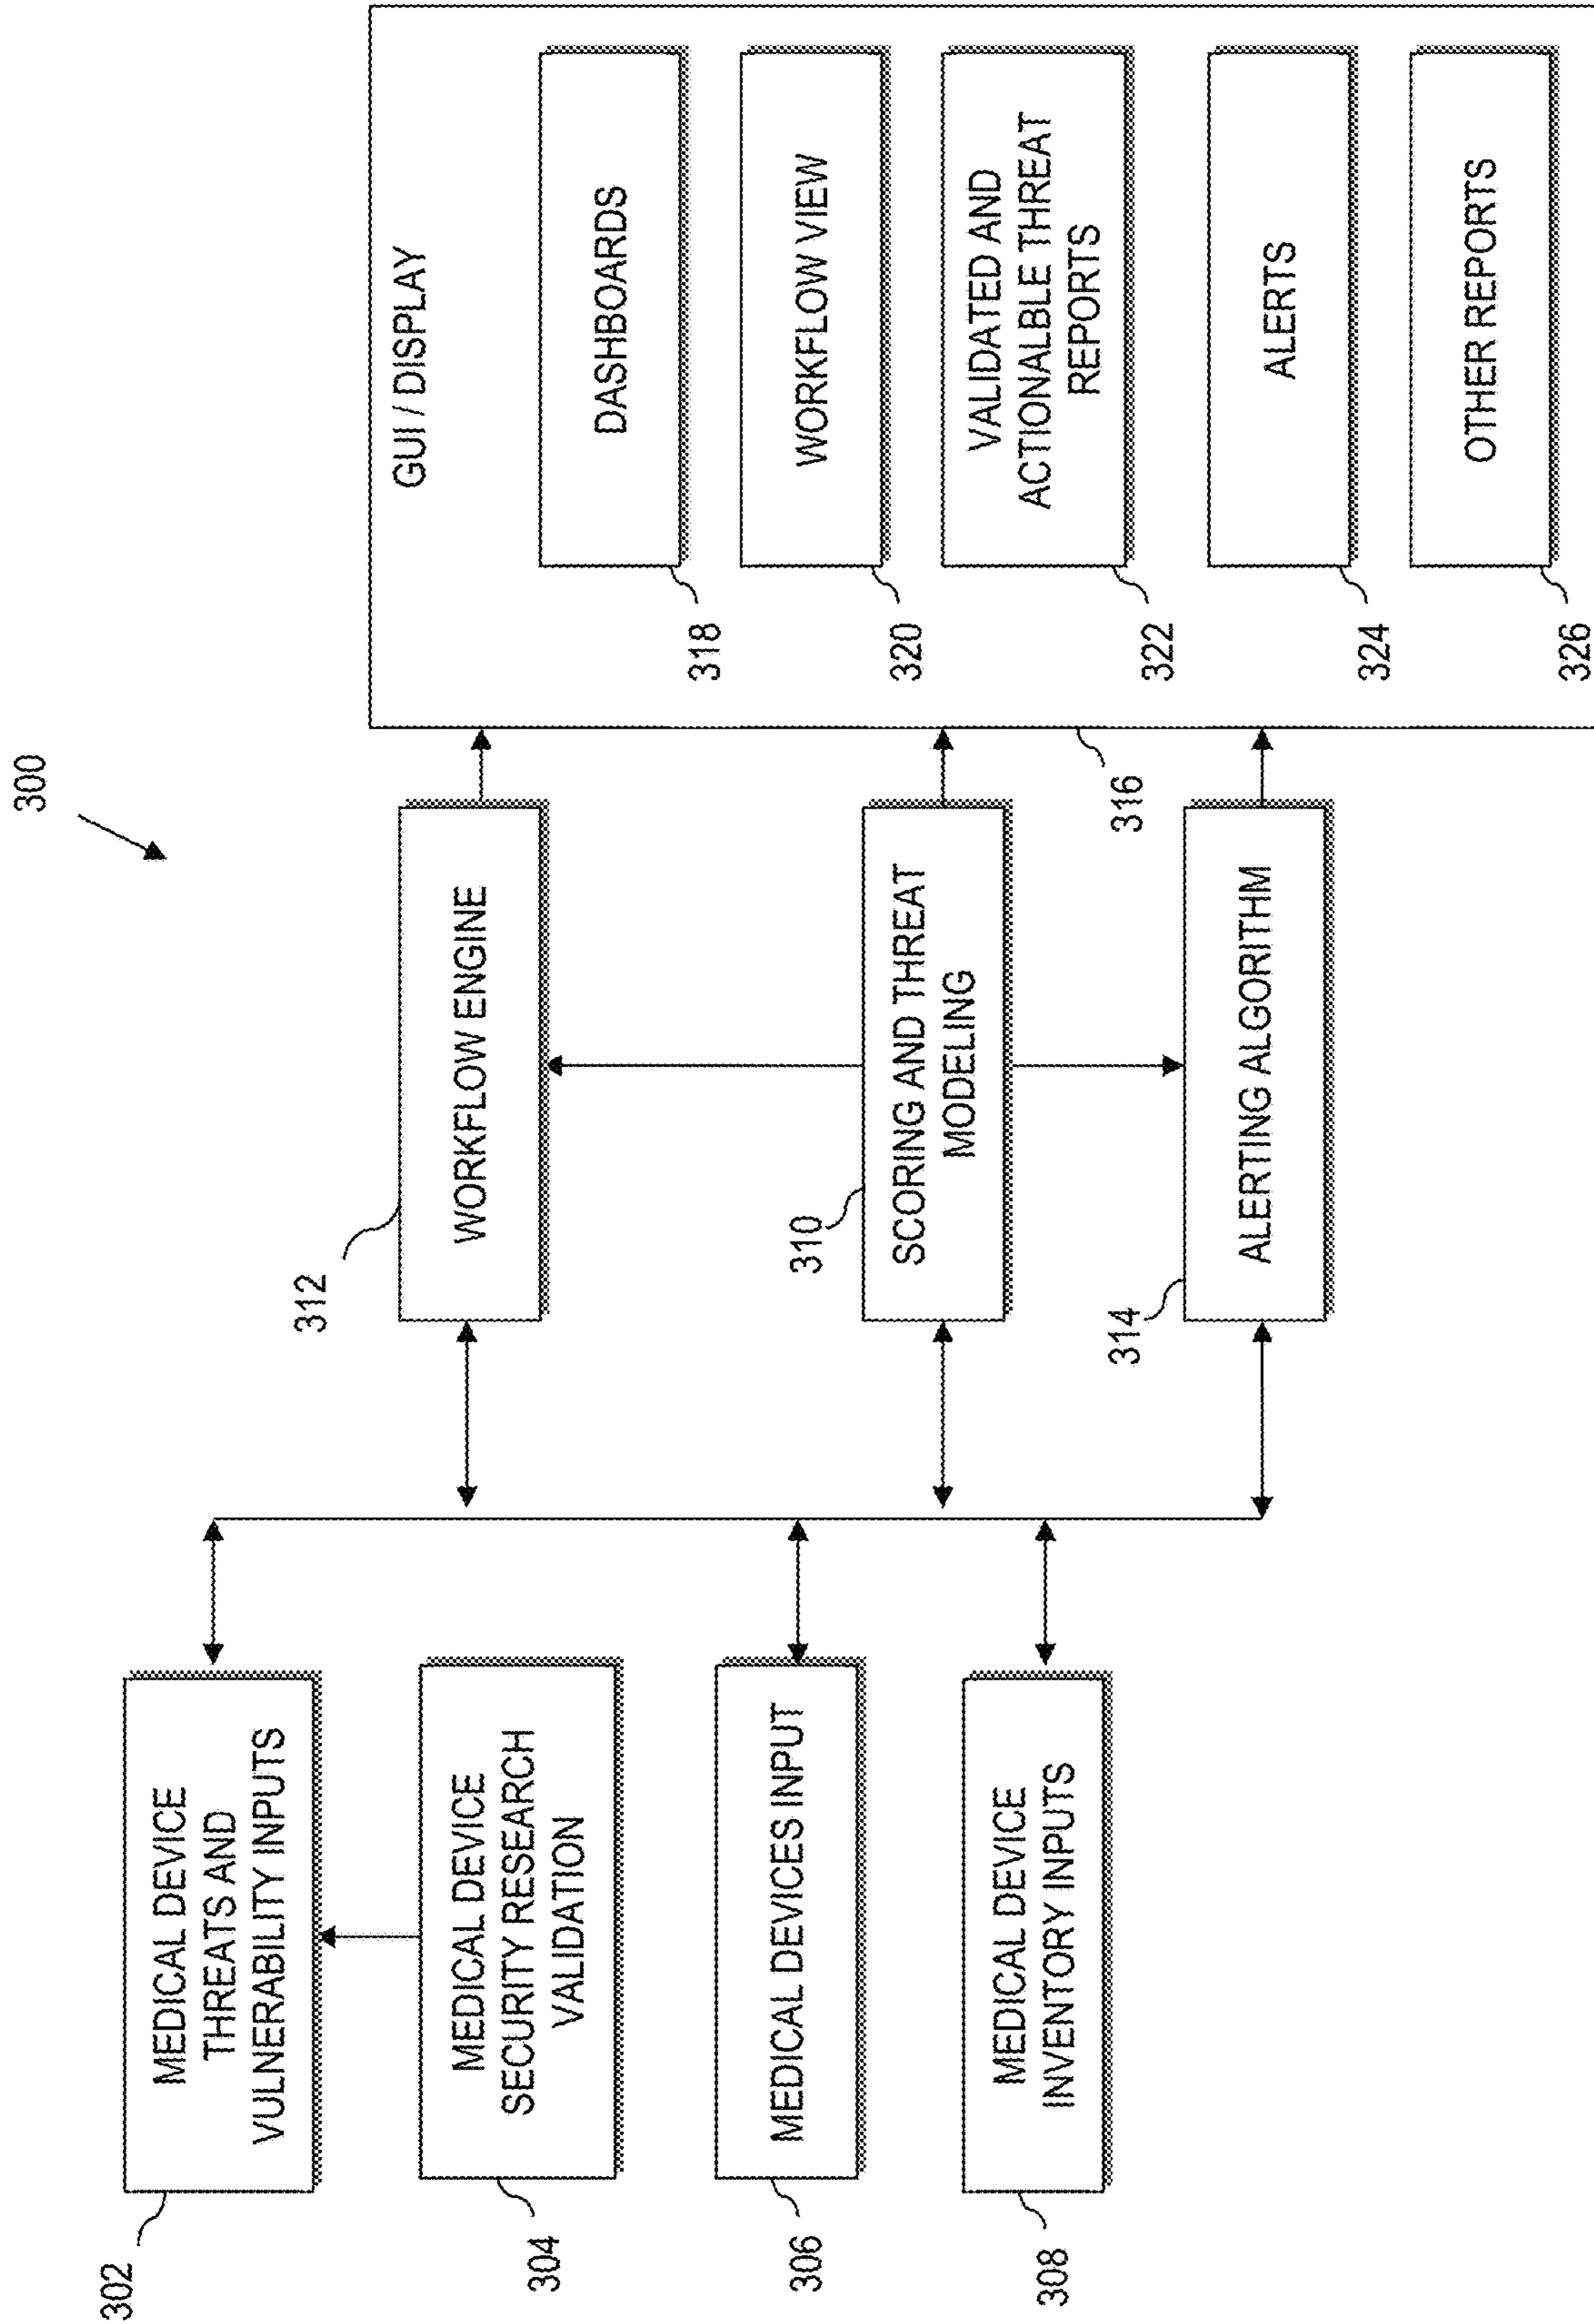 300
302
MEDICAL DEVICE
THREATS AND
VULNERABILITY INPUTS
304
MEDICAL DEVICE
SECURITY RESEARCH
VALIDATION
306
MEDICAL DEVICES INPUT
308
MEDICAL DEVICE
INVENTORY INPUTS
312
WORKFLOW ENGINE
310
SCORING AND THREAT
MODELING
314
ALERTING ALGORITHM
316
GUI / DISPLAY
318
DASHBOARDS
320
WORKFLOW VIEW
322
VALIDATED AND
ACTIONALBLE THREAT
REPORTS
324
ALERTS
326
OTHER REPORTS